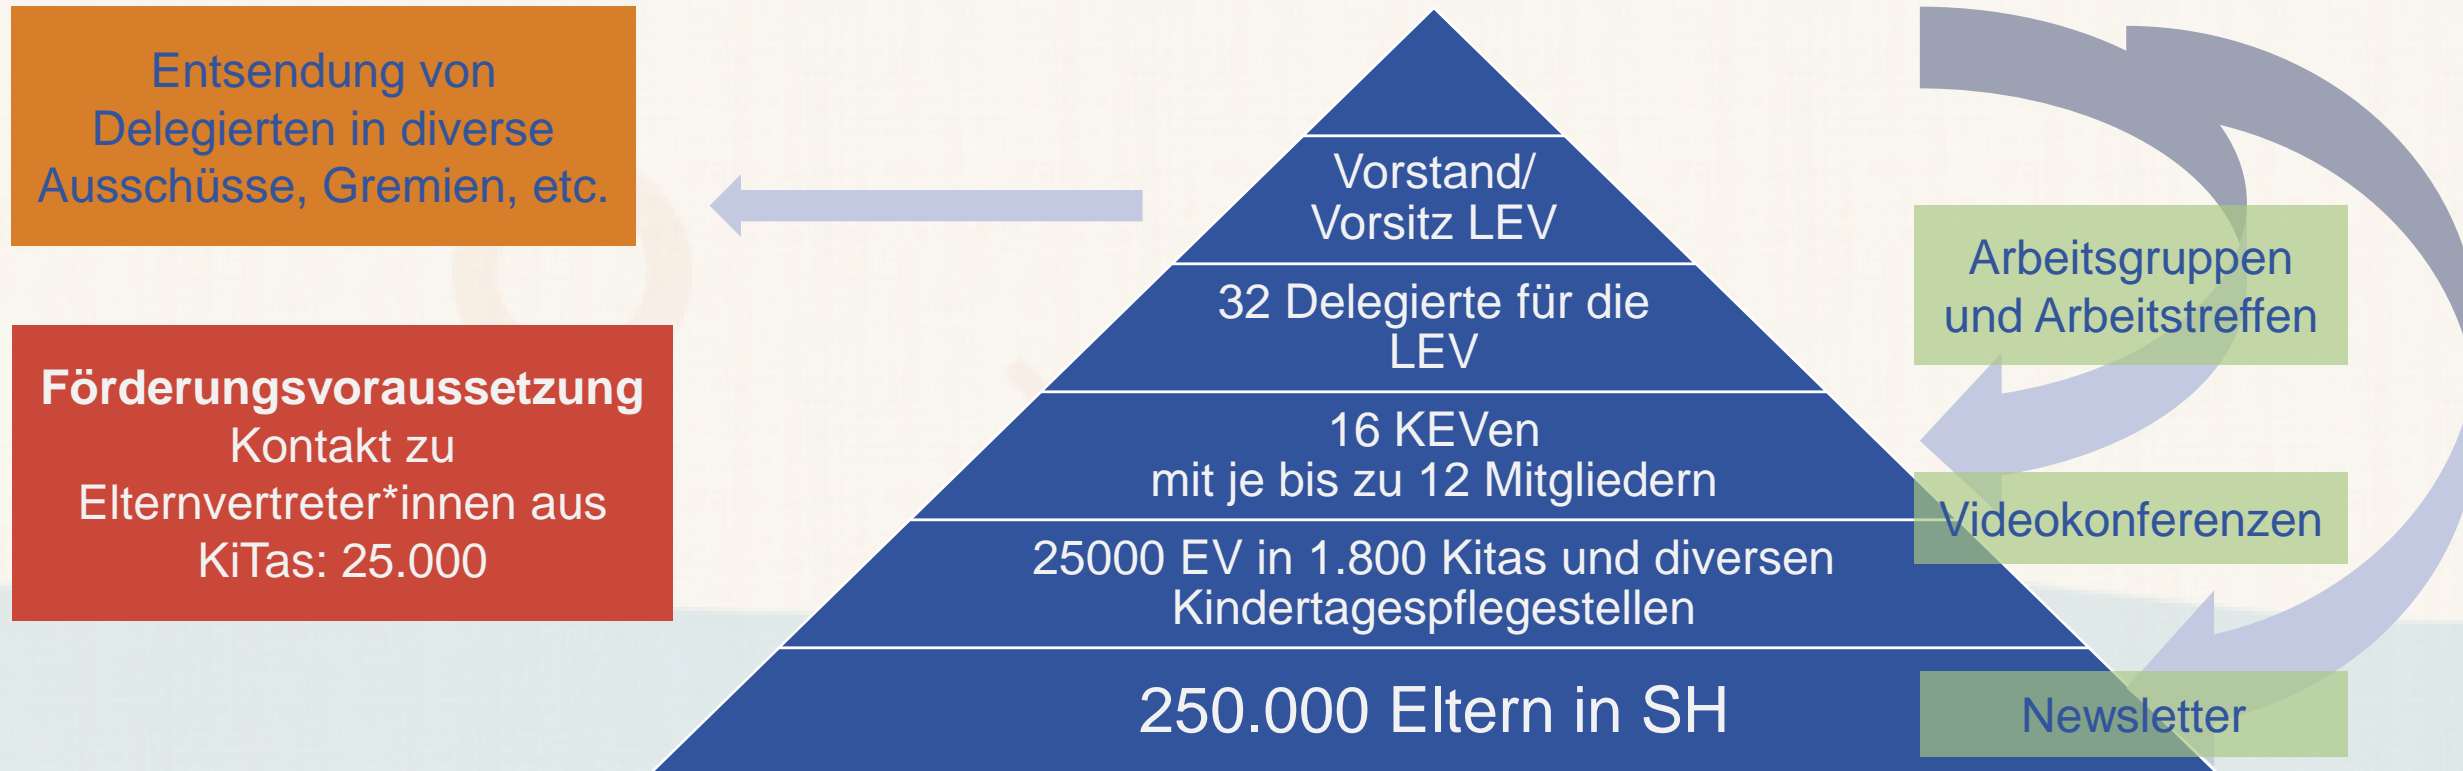 Entsendung von
Delegierten in diverse
Ausschüsse, Gremien, etc.
Förderungsvoraussetzung
Kontakt zu
Elternvertreter*innen aus
KiTas: 25.000
Vorstand/
Vorsitz LEV
32 Delegierte für die
LEV
16 KEVen
mit je bis zu 12 Mitgliedern
25000 EV in 1.800 Kitas und diversen
Kindertagespflegestellen
250.000 Eltern in SH
Arbeitsgruppen
und Arbeitstreffen
Videokonferenzen
Newsletter